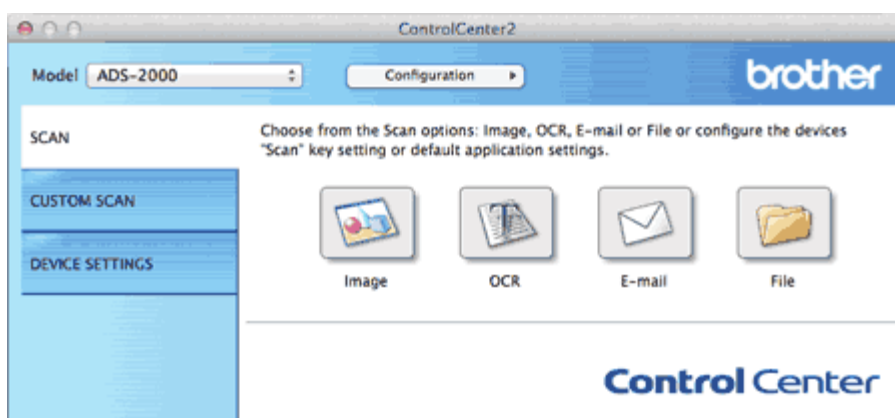 ControlCenter2
Model ADS-2000 Configuration brother
SCAN
Choose from the Scan options: Image, OCR, E-mail or File or configure the devices
"Scan" key setting or default application settings.
CUSTOM SCAN
DEVICE SETTINGS
Image OCR E-mail File
Control Center